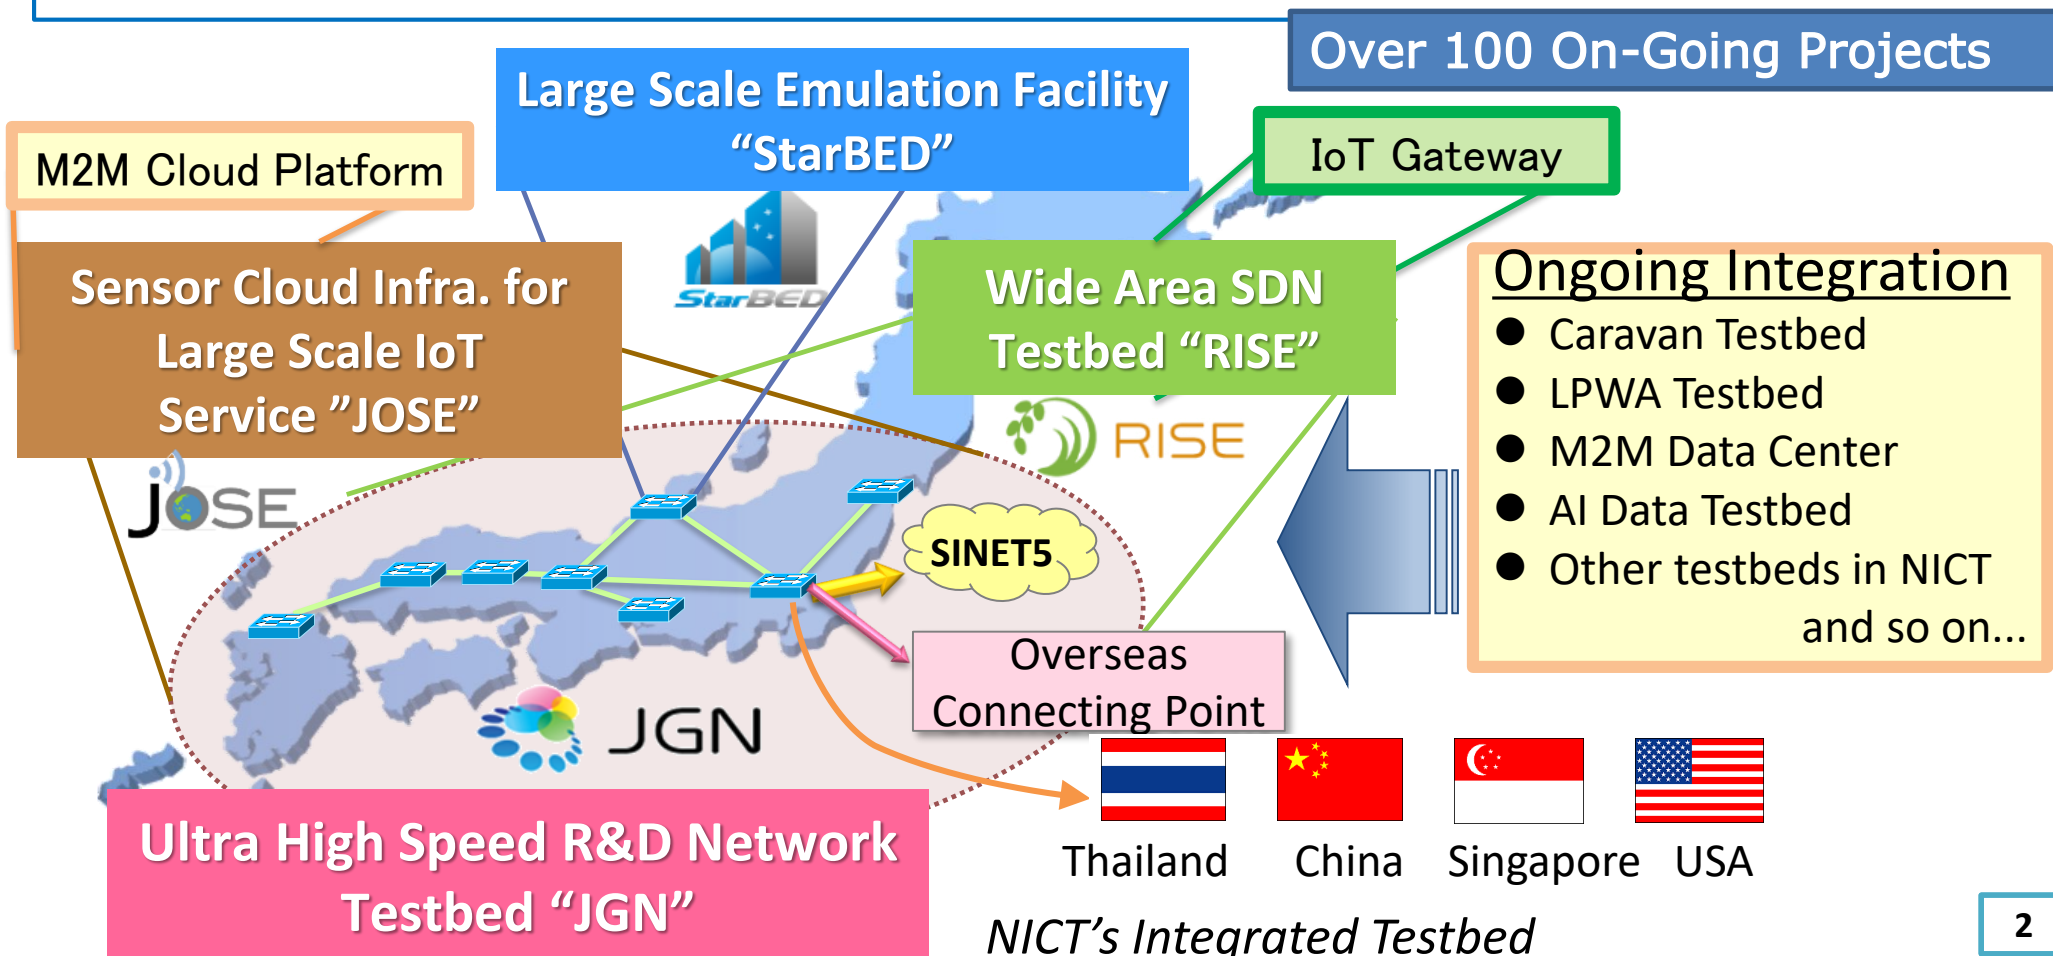 Over 100 On-Going Projects
Large Scale Emulation Facility
“StarBED”
M2M Cloud Platform
IoT Gateway
StarBED
Sensor Cloud Infra. for
Large Scale IoT
Service ”JOSE”
Wide Area SDN
Testbed “RISE”
Ongoing Integration
● Caravan Testbed
● LPWA Testbed
● M2M Data Center
● AI Data Testbed
● Other testbeds in NICT
and so on...
RISE
JOSE
SINET5
Overseas
Connecting Point
JGN
Ultra High Speed R&D Network
Testbed “JGN”
Thailand China Singapore USA
NICT’s Integrated Testbed
2